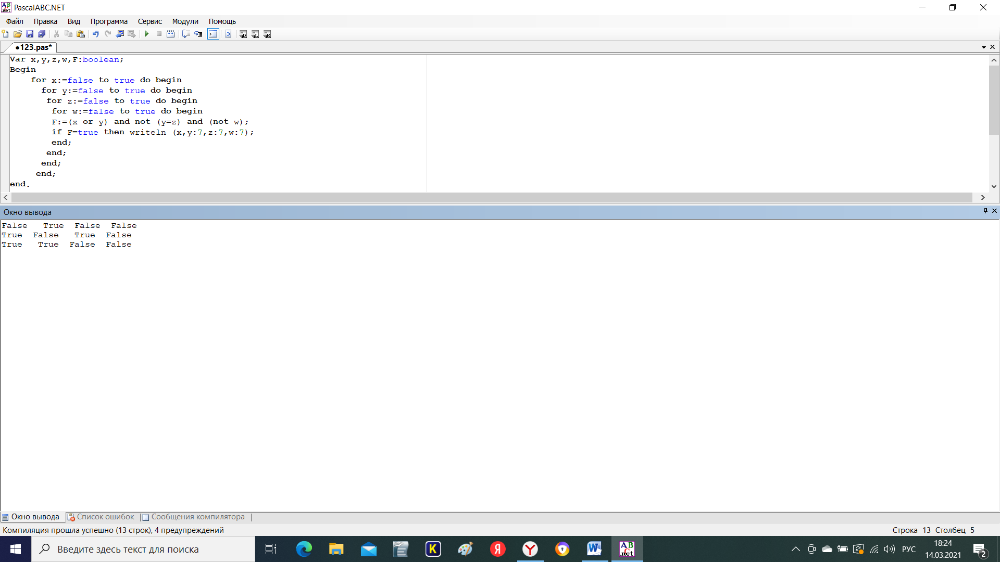 PascalABC.NET
Файл Правка Вид Программа Сервис Модули Помощь
●123.pas*
Var x,y,z,w,F:boolean;
Begin
for x:=false to true do begin
for y:=false to true do begin
for z:=false to true do begin
for w:=false to true do begin
F:=(x or y) and not (y=z) and (not w);
if F=true then writeln (x,y:7,z:7,w:7);
end;
end;
end;
end;
end.
Окно вывода
False True False False
True False True False
True True False False
Окно вывода Список ошибок Сообщения компилятора
Компиляция прошла успешно (13 строк), 4 предупреждений Строка 13 Столбец 5
Введите здесь текст для поиска
РУС
18:24
14.03.2021
2